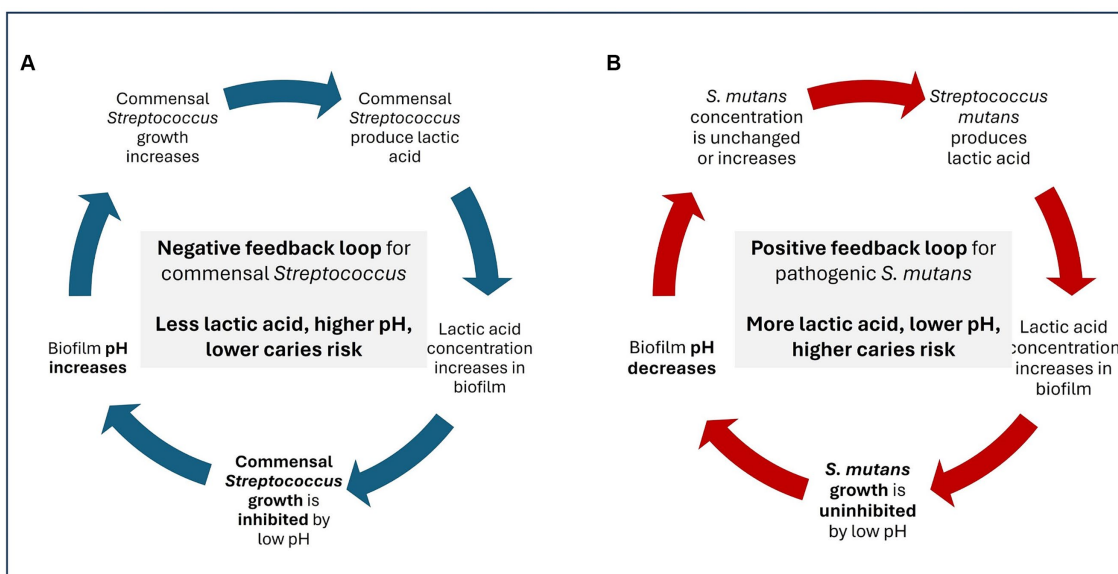 A
Commensal
Streptococcus
growth
increases
Commensal
Streptococcus
produce lactic
acid
Lactic acid
concentration
increases in
biofilm
Commensal
Streptococcus
growth is
inhibited by
low pH
Biofilm pH
increases
Negative feedback loop for
commensal Streptococcus
Less lactic acid, higher pH,
lower caries risk
B
S. mutans
concentration
is unchanged
or increases
Streptococcus
mutans
produces
lactic acid
Lactic acid
concentration
increases in
biofilm
S. mutans
growth is
uninhibited
by low pH
Biofilm pH
decreases
Positive feedback loop for
pathogenic S. mutans
More lactic acid, lower pH,
higher caries risk